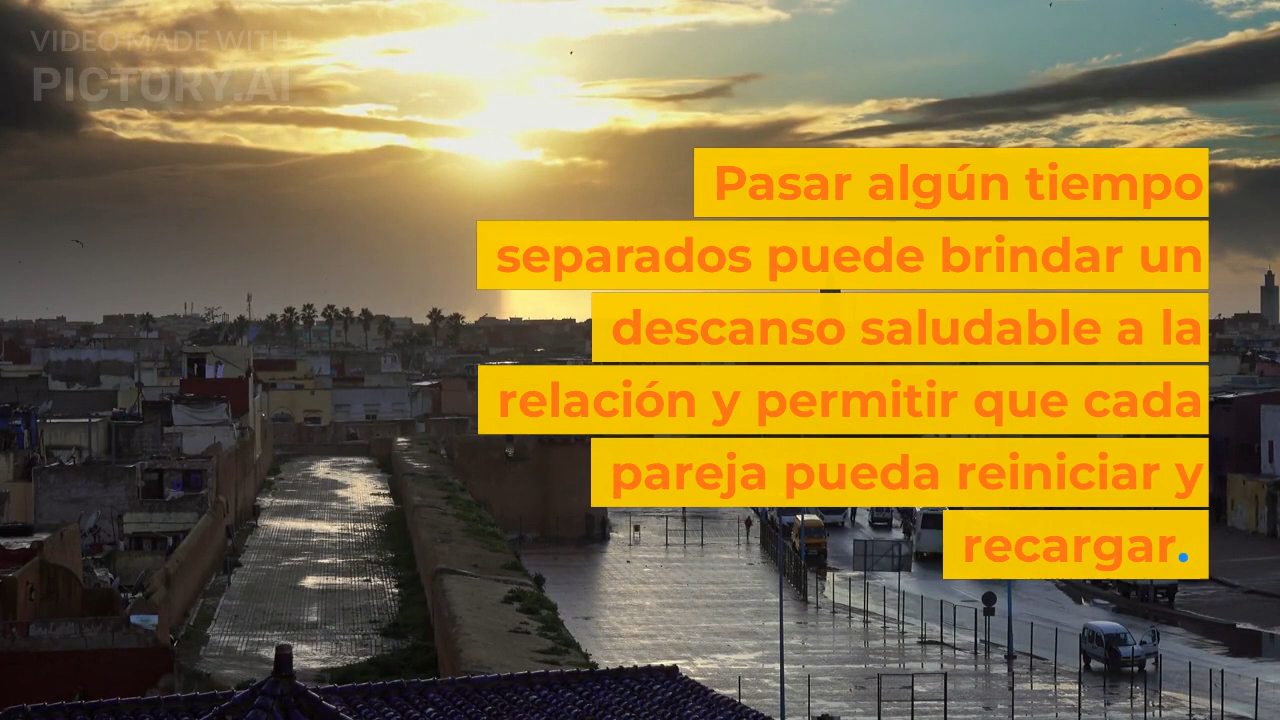 VIDEO MADE WITH
PICTORY.AI
Pasar algún tiempo
separados puede brindar un
descanso saludable a la
relación y permitir que cada
pareja pueda reiniciar y
recargar.